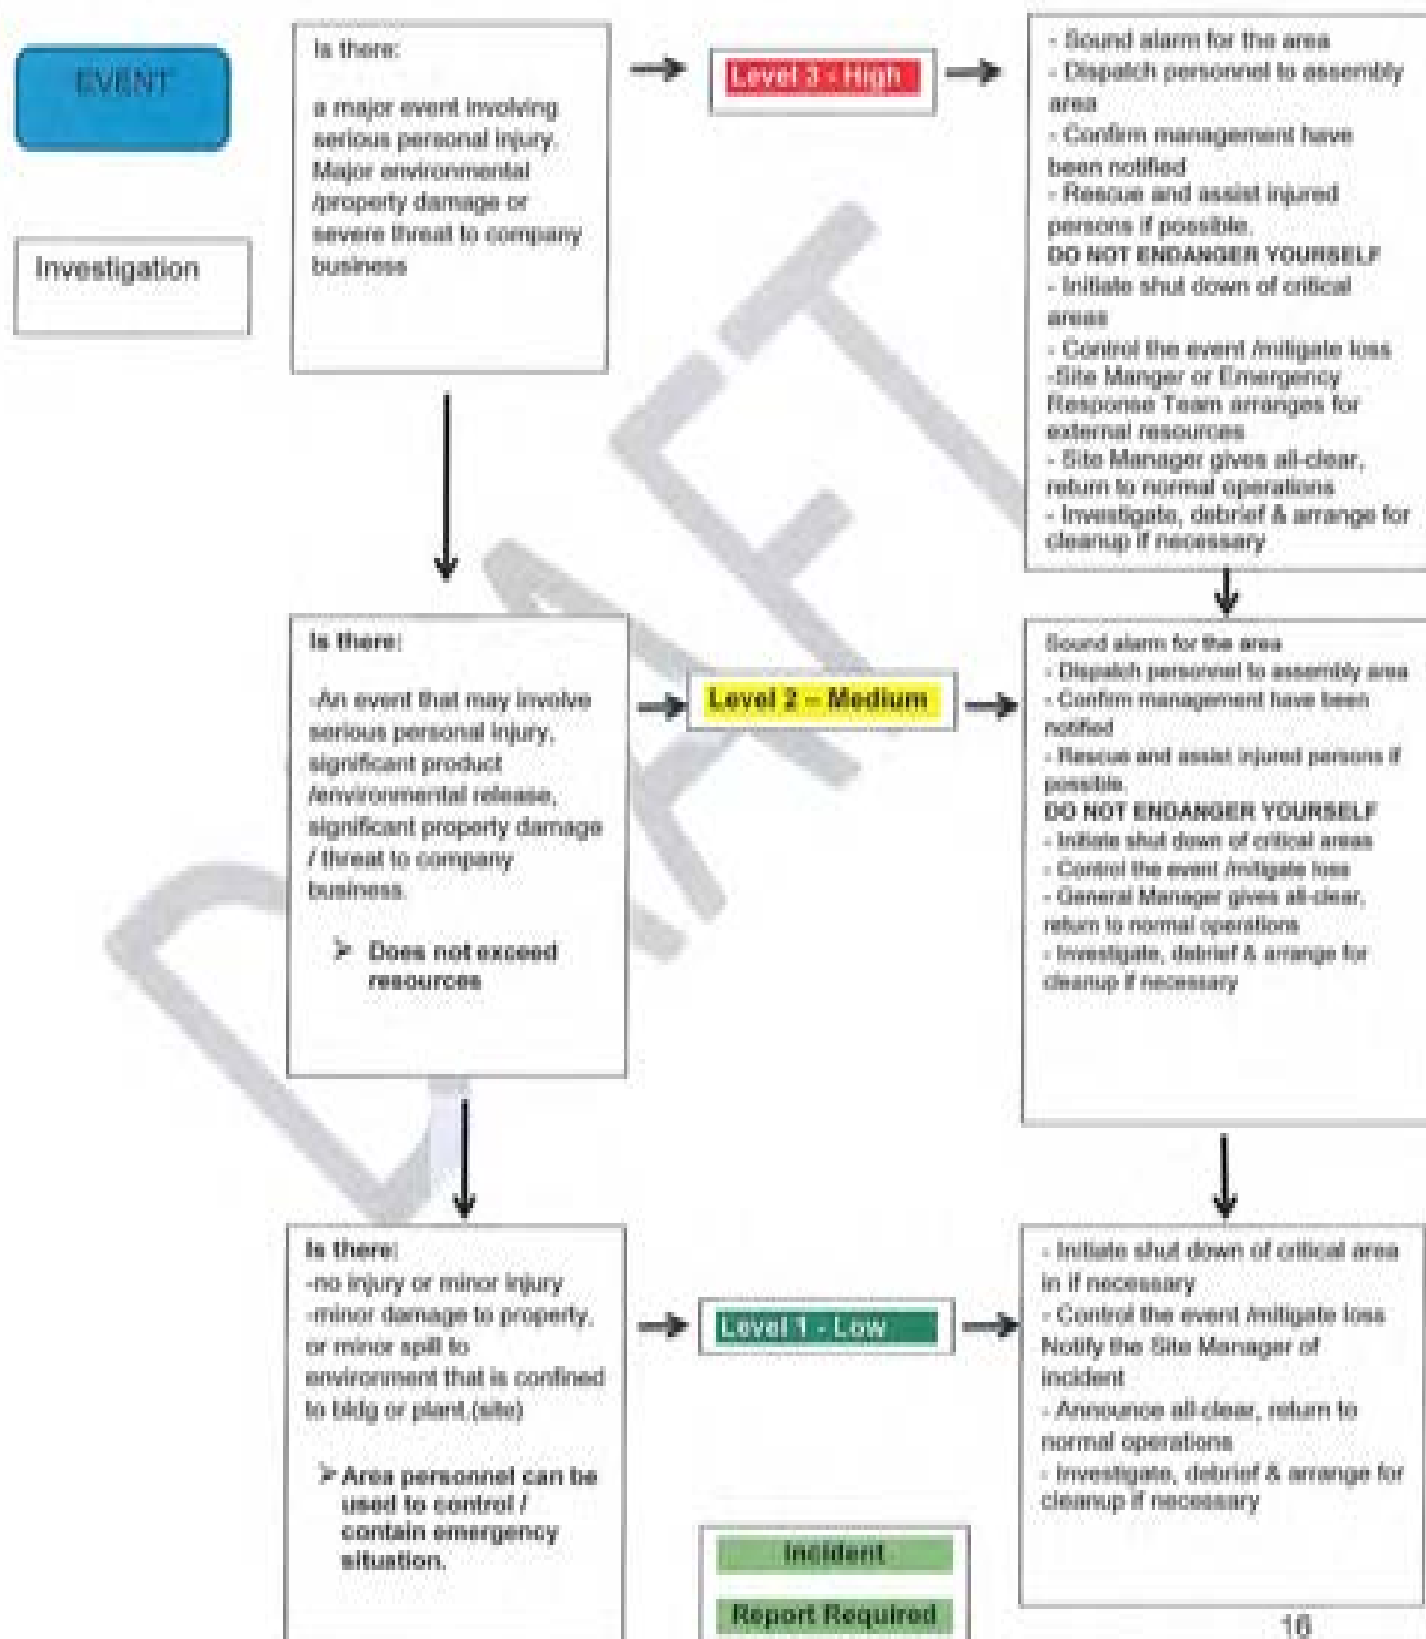 EVENT
Investigation
Is there:
a major event involving
serious personal injury.
Major environmental
/property damage or
severe threat to company
business
Level 3 - High
- Sound alarm for the area
- Dispatch personnel to assembly
area
- Confirm management have
been notified
- Rescue and assist injured
persons if possible.
DO NOT ENDANGER YOURSELF
- Initiate shut down of critical
areas
- Control the event /mitigate loss
-Site Manger or Emergency
Response Team arranges for
external resources
- Site Manager gives all-clear,
return to normal operations
- Investigate, debrief & arrange for
cleanup if necessary
Is there:
-An event that may involve
serious personal injury,
significant product
/environmental release,
significant property damage
/ threat to company
business.
➢ Does not exceed
resources
Level 2 – Medium
Sound alarm for the area
- Dispatch personnel to assembly area
- Confirm management have been
notified
- Rescue and assist injured persons if
possible.
DO NOT ENDANGER YOURSELF
- Initiate shut down of critical areas
- Control the event /mitigate loss
- General Manager gives all-clear,
return to normal operations
- Investigate, debrief & arrange for
cleanup if necessary
Is there:
-no injury or minor injury
-minor damage to property,
or minor spill to
environment that is confined
to bldg or plant.(site)
➢ Area personnel can be
used to control /
contain emergency
situation.
Level 1 - Low
- Initiate shut down of critical area
in if necessary
- Control the event /mitigate loss
Notify the Site Manager of
incident
- Announce all-clear, return to
normal operations
- Investigate, debrief & arrange for
cleanup if necessary
Incident
Report Required
16
DRAFT